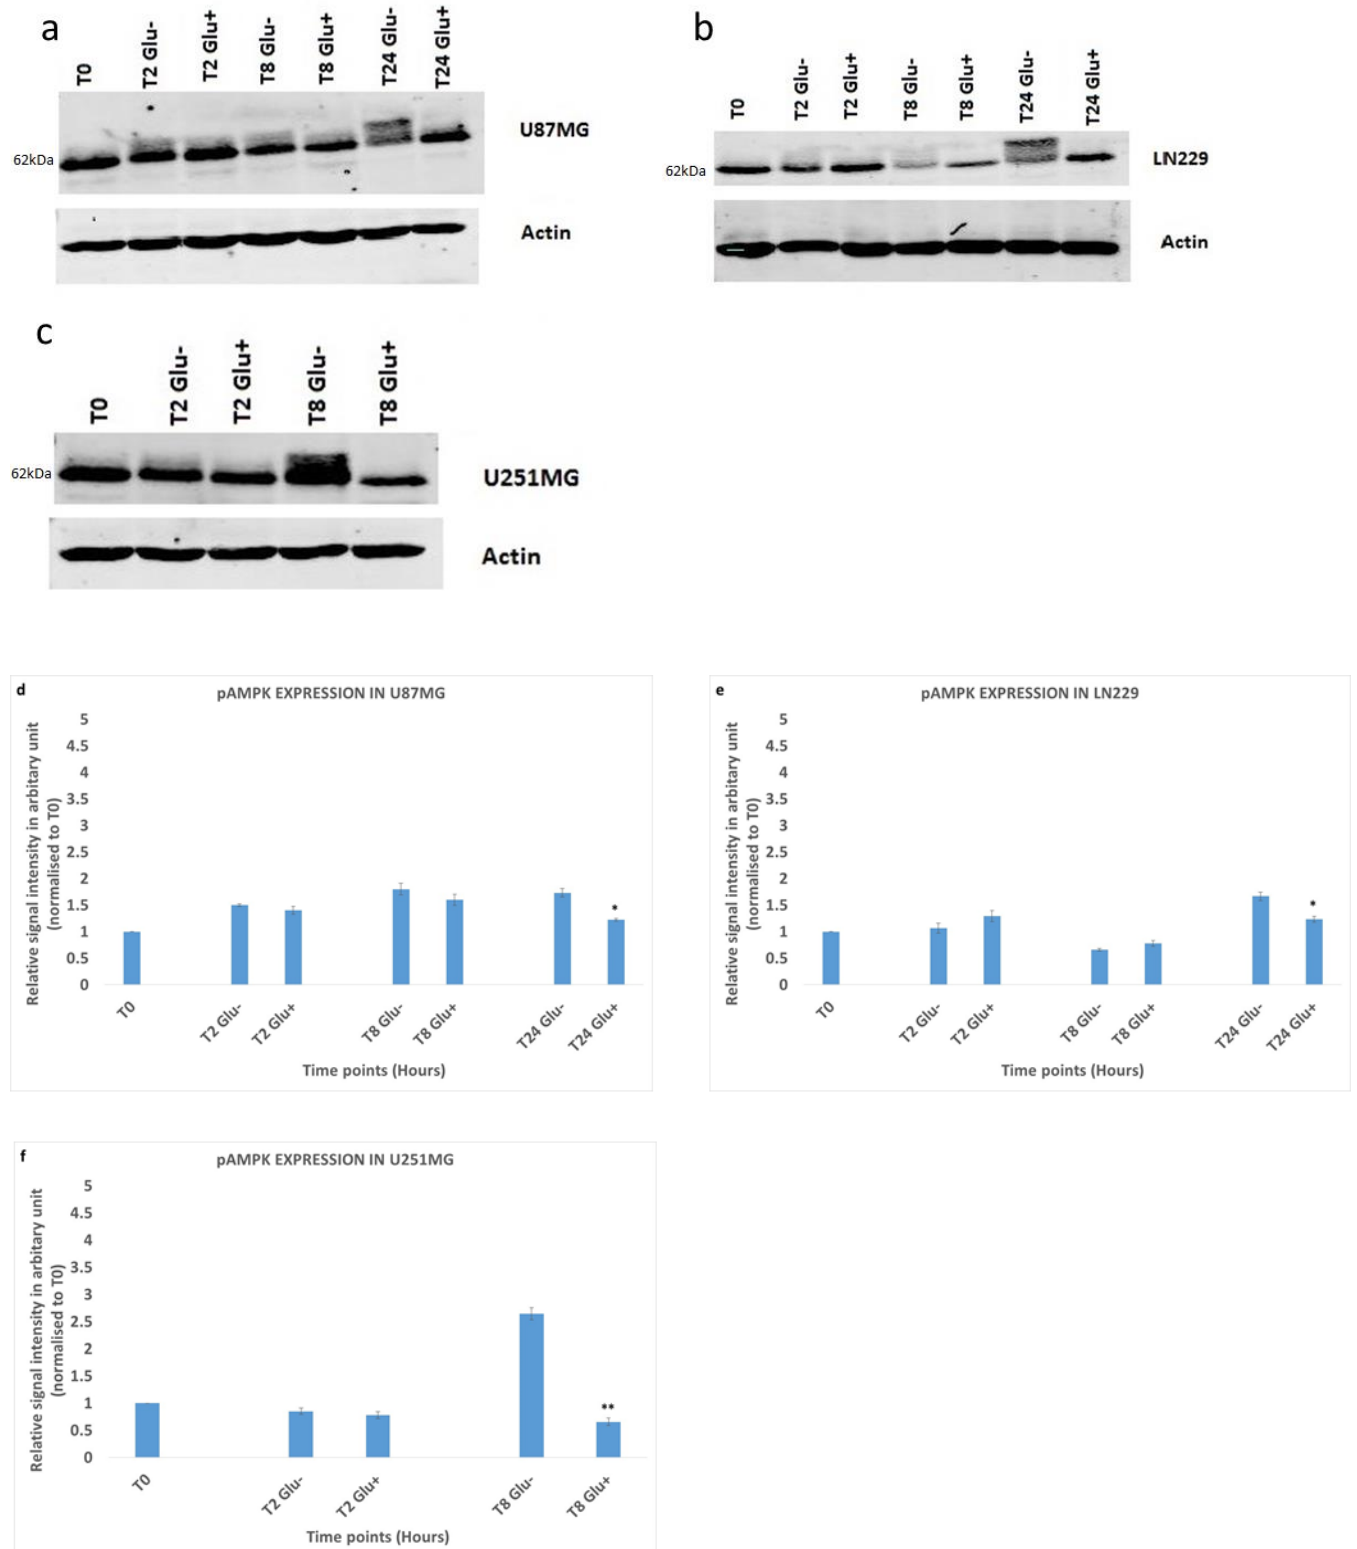 a
T0
T2 Glu-
T2 Glu+
T8 Glu-
T8 Glu+
T24 Glu-
T24 Glu+
62kDa
U87MG
Actin
b
T0
T2 Glu-
T2 Glu+
T8 Glu-
T8 Glu+
T24 Glu-
T24 Glu+
62kDa
LN229
Actin
c
T0
T2 Glu-
T2 Glu+
T8 Glu-
T8 Glu+
62kDa
U251MG
Actin
d
pAMPK EXPRESSION IN U87MG
Relative signal intensity in arbitary unit
(normalised to T0)
5
4.5
4
3.5
3
2.5
2
1.5
1
0.5
0
*
T0
T2 Glu-
T2 Glu+
T8 Glu-
T8 Glu+
T24 Glu-
T24 Glu+
Time points (Hours)
e
pAMPK EXPRESSION IN LN229
Relative signal intensity in arbitary unit
(normalised to T0)
5
4.5
4
3.5
3
2.5
2
1.5
1
0.5
0
*
T0
T2 Glu-
T2 Glu+
T8 Glu-
T8 Glu+
T24 Glu-
T24 Glu+
Time points (Hours)
f
pAMPK EXPRESSION IN U251MG
Relative signal intensity in arbitary unit
(normalised to T0)
5
4.5
4
3.5
3
2.5
2
1.5
1
0.5
0
**
T0
T2 Glu-
T2 Glu+
T8 Glu-
T8 Glu+
Time points (Hours)